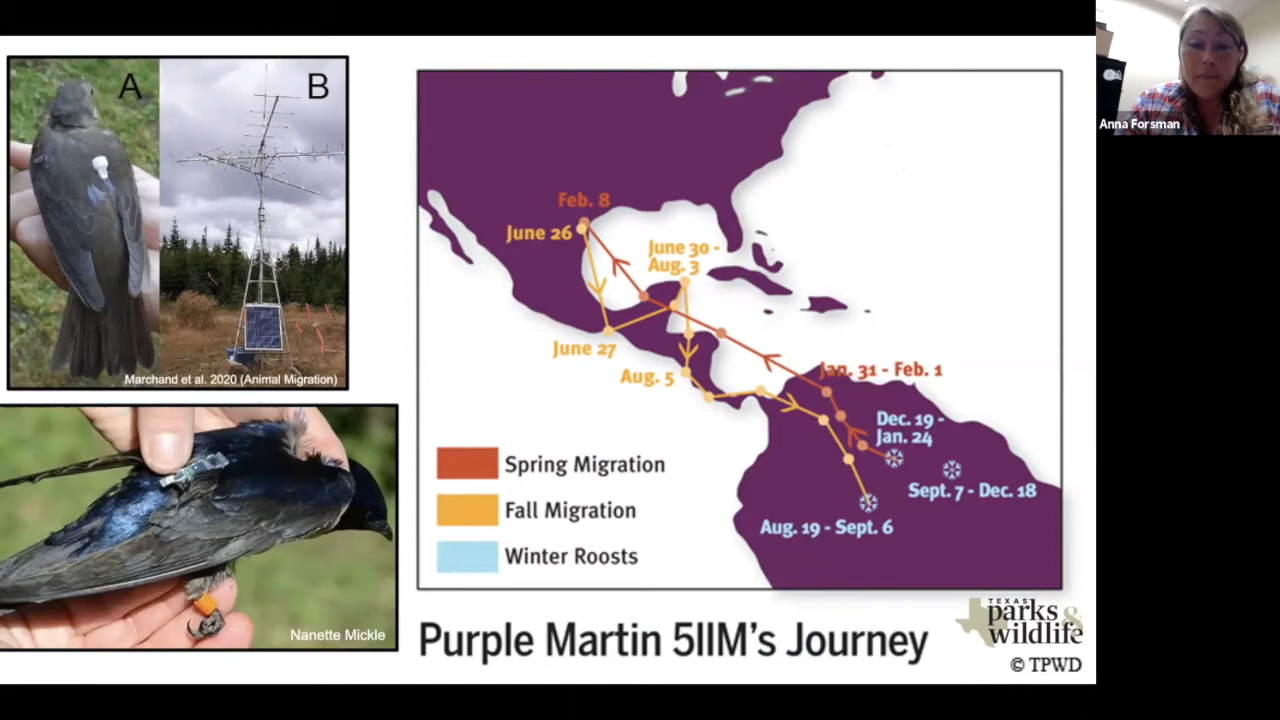 A
B
Marchand et al. 2020 (Animal Migration)
Nanette Mickle
Feb. 8
June 26
June 30 -
Aug. 3
June 27
Aug. 5
Jan. 31 - Feb. 1
Dec. 19 -
Jan. 24
Sept. 7 - Dec. 18
Aug. 19 - Sept. 6
Spring Migration
Fall Migration
Winter Roosts
Purple Martin 5IIM's Journey
TEXAS
parks &
wildlife
© TPWD
Anna Forsman